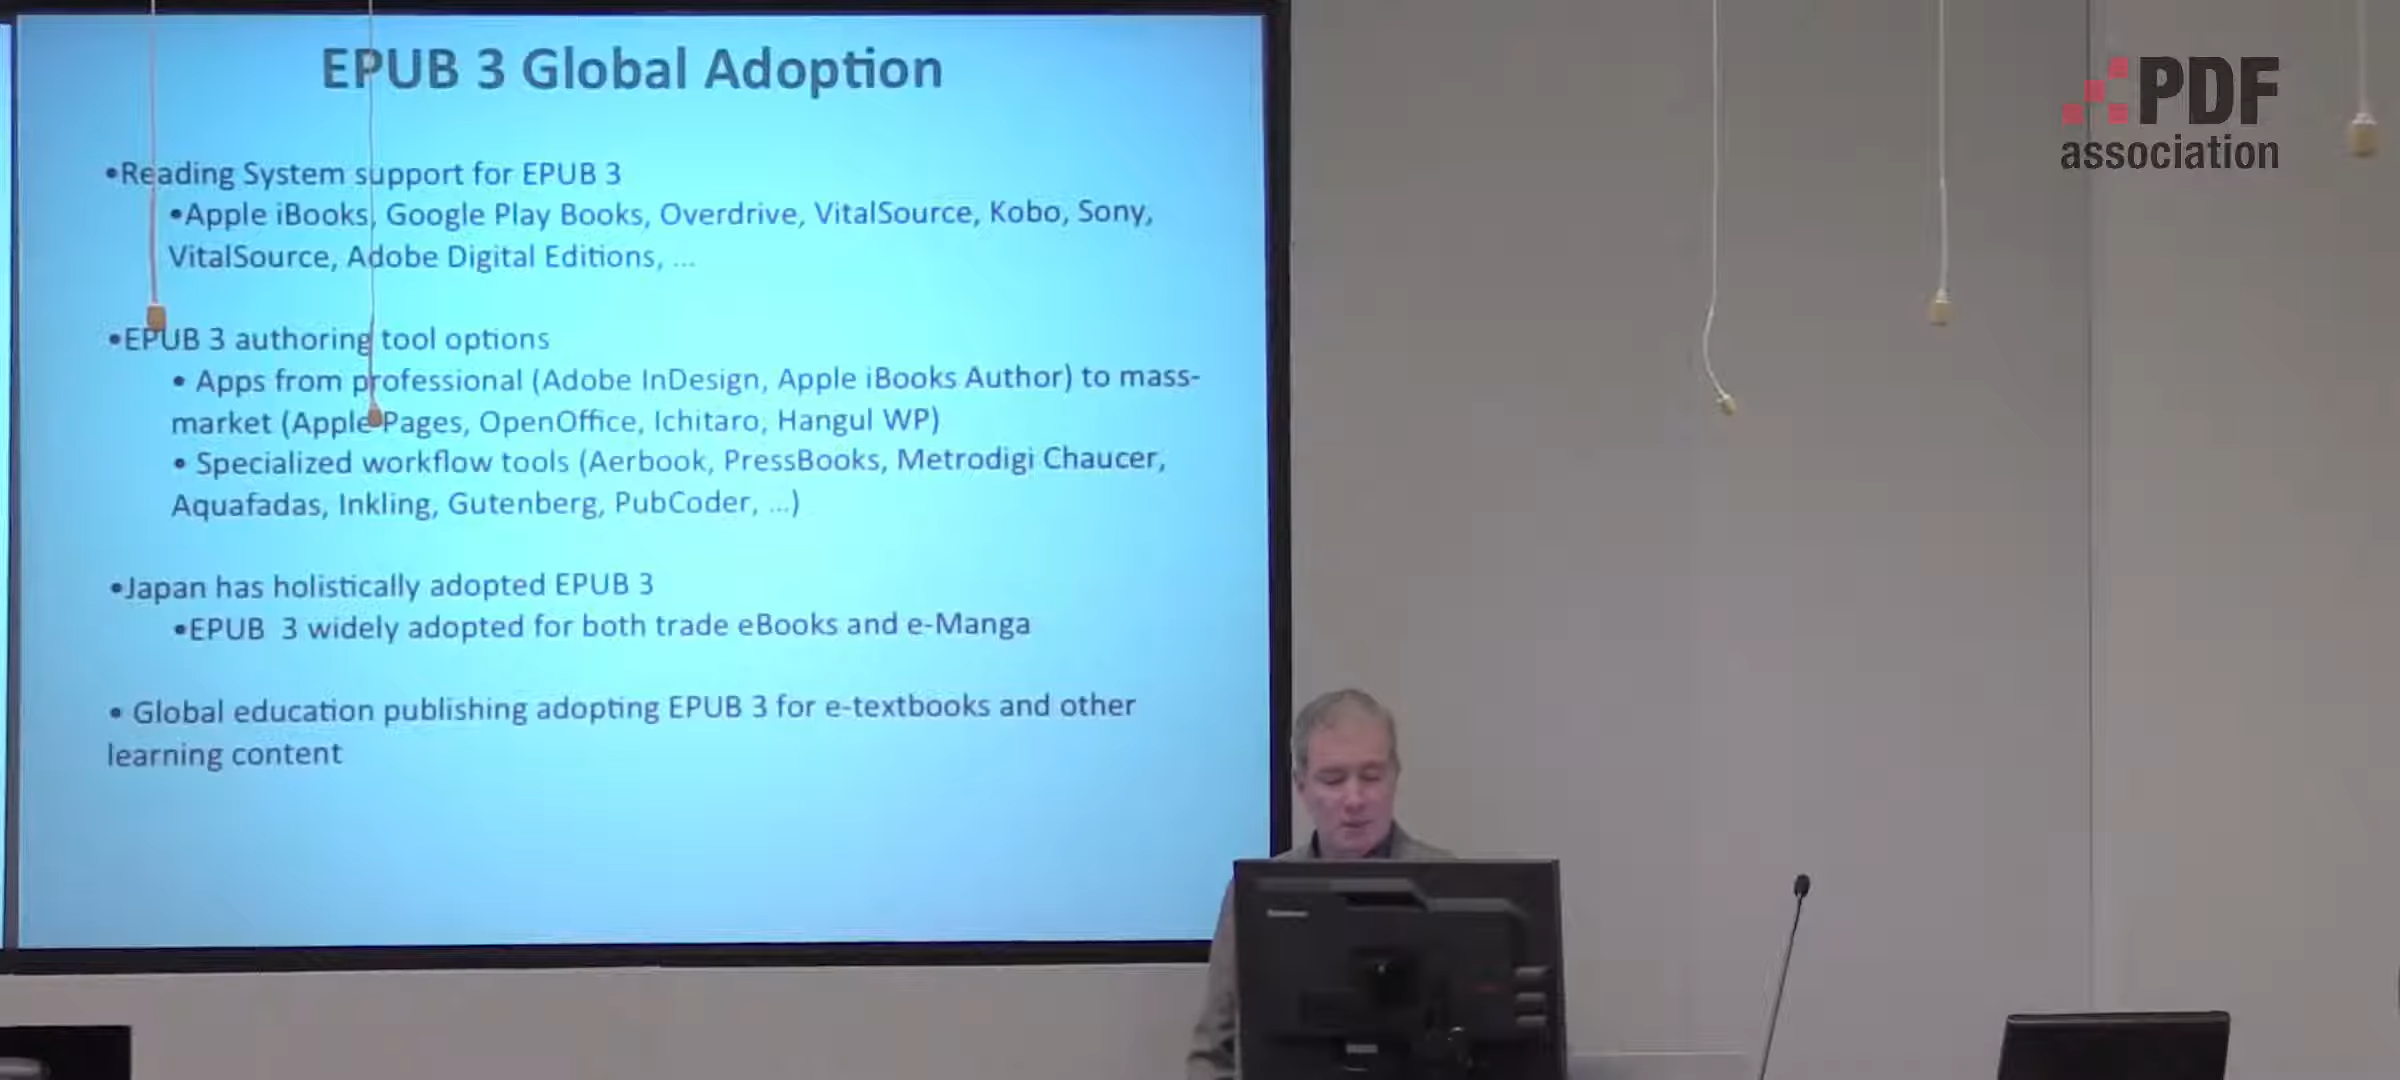 EPUB 3 Global Adoption
•Reading System support for EPUB 3
•Apple iBooks, Google Play Books, Overdrive, VitalSource, Kobo, Sony,
VitalSource, Adobe Digital Editions, ...
•EPUB 3 authoring tool options
• Apps from professional (Adobe InDesign, Apple iBooks Author) to mass-
market (Apple Pages, OpenOffice, Ichitaro, Hangul WP)
• Specialized workflow tools (Aerbook, PressBooks, Metrodigi Chaucer,
Aquafadas, Inkling, Gutenberg, PubCoder, ...)
•Japan has holistically adopted EPUB 3
•EPUB  3 widely adopted for both trade eBooks and e-Manga
• Global education publishing adopting EPUB 3 for e-textbooks and other
learning content
PDF
association